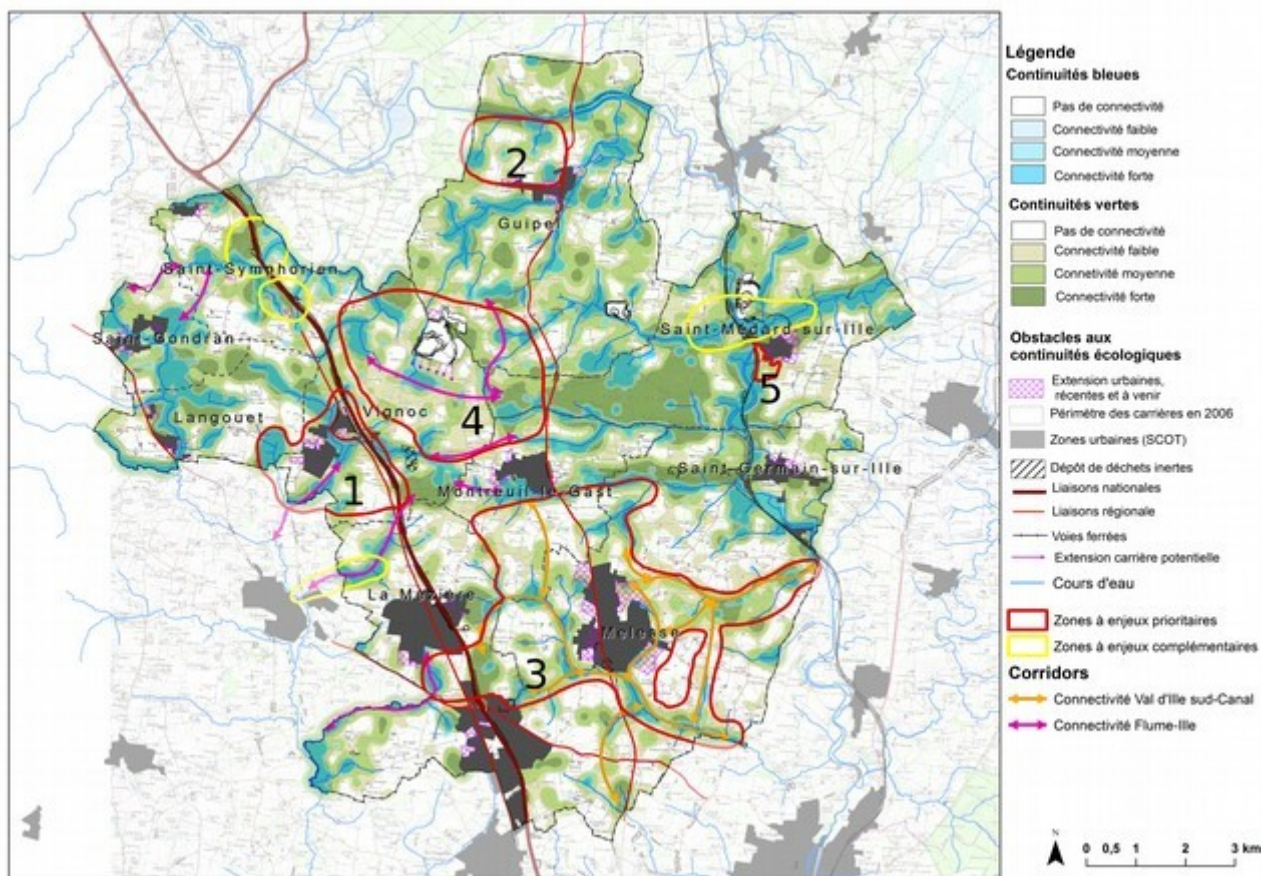 2
Guipel
Saint-Symphorien
Saint-Gondran
Saint-Médard-sur-Ille
Langouet
Vignoc
4
5
1
Montreuil-le-Gast
Saint-Germain-sur-Ille
La Mézière
Melesse
3
Légende
Continuités bleues
Pas de connectivité
Connectivité faible
Connectivité moyenne
Connectivité forte
Continuités vertes
Pas de connectivité
Connectivité faible
Connetivité moyenne
Connectivité forte
Obstacles aux
continuités écologiques
Extension urbaines,
récentes et à venir
Périmètre des carrières en 2006
Zones urbaines (SCOT)
Dépôt de déchets inertes
Liaisons nationales
Liaisons régionale
Voies ferrées
Extension carrière potentielle
Cours d'eau
Zones à enjeux prioritaires
Zones à enjeux complémentaires
Corridors
Connectivité Val d'Ille sud-Canal
Connectivité Flume-Ille
N
0 0,5 1 2 3 km